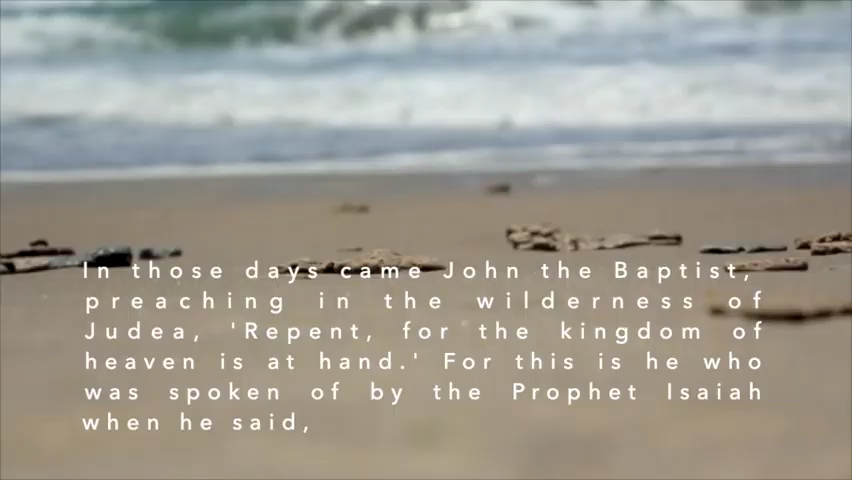 In those days came John the Baptist,
preaching in the wilderness of
Judea, 'Repent, for the kingdom of
heaven is at hand.' For this is he who
was spoken of by the Prophet Isaiah
when he said,